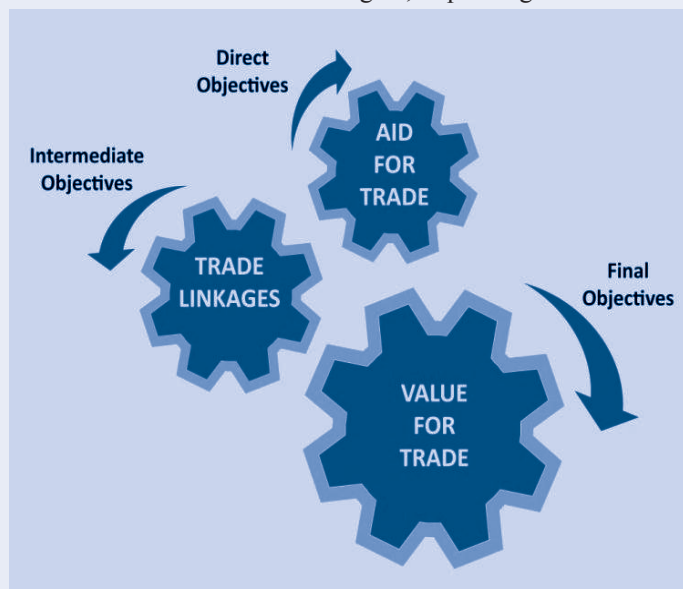 Direct
Objectives
AID
FOR
TRADE
Intermediate
Objectives
TRADE
LINKAGES
Final
Objectives
VALUE
FOR
TRADE